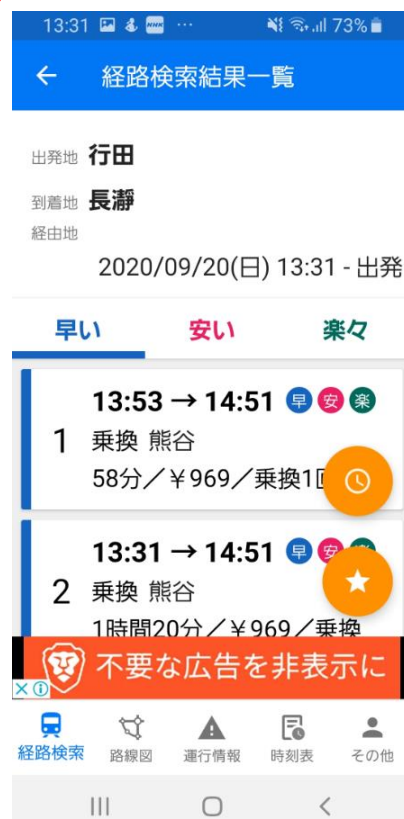 13:31 73%
経路検索結果一覧
出発地 行田
到着地 長瀞
経由地
2020/09/20(日) 13:31 - 出発
早い 安い 楽々
13:53 → 14:51 早 安 楽
1 乗換 熊谷
58分/¥969/乗換1
13:31 → 14:51 早 安
2 乗換 熊谷
1時間20分/¥969/乗換
不要な広告を非表示に
経路検索 路線図 運行情報 時刻表 その他